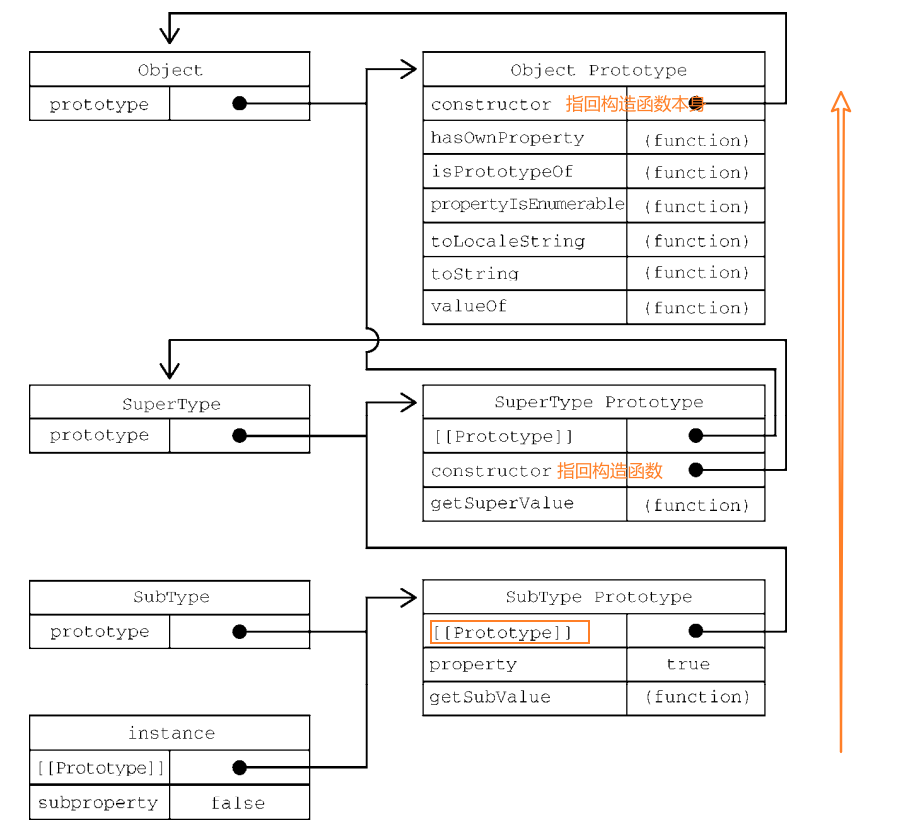 Object
prototype
Object Prototype
constructor 指回构造函数本身
hasOwnProperty (function)
isPrototypeOf (function)
propertyIsEnumerable (function)
toLocaleString (function)
toString (function)
valueOf (function)
SuperType
prototype
SuperType Prototype
[[Prototype]]
constructor 指回构造函数
getSuperValue (function)
SubType
prototype
SubType Prototype
[[Prototype]]
property true
getSubValue (function)
instance
[[Prototype]]
subproperty false